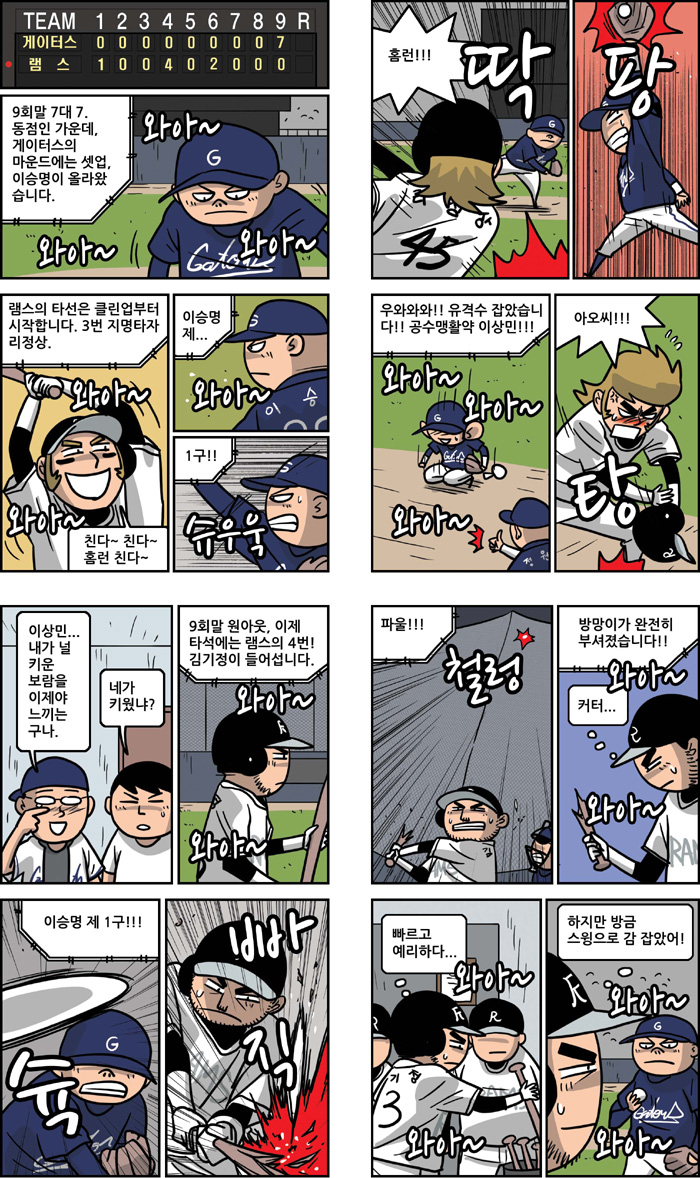 TEAM 1 2 3 4 5 6 7 8 9 R
게이터스 0 0 0 0 0 0 0 0 7
램 스 1 0 0 4 0 2 0 0 0
9회말 7대 7.
동점인 가운데,
게이터스의
마운드에는 셋업,
이승명이 올라왔
습니다.
와아~
G
와아~
와아~
Gators
홈런!!!
딱
45
팡
램스의 타선은 클린업부터
시작합니다. 3번 지명타자
리정상.
와아~
와아~
친다~ 친다~
홈런 친다~
이승명
제...
G
와아~
이 승
1구!!
G
슈우욱
우와와와!! 유격수 잡았습니
다!! 공수맹활약 이상민!!!
와아~
와아~
G
Gators
와아~
정 원
아오씨!!!
탕
이상민...
내가 널
키운
보람을
이제야
느끼는
구나.
네가
키웠냐?
9회말 원아웃, 이제
타석에는 램스의 4번!
김기정이 들어섭니다.
와아~
R
와아~
파울!!!
철렁
방망이가 완전히
부셔졌습니다!!
와아~
커터...
와아~
RAMS
이승명 제 1구!!!
G
슉
빠
직
빠르고
예리하다...
와아~
R
R
기 정
3
RAMS
와아~
하지만 방금
스윙으로 감 잡았어!
R
와아~
G
Gators
와아~